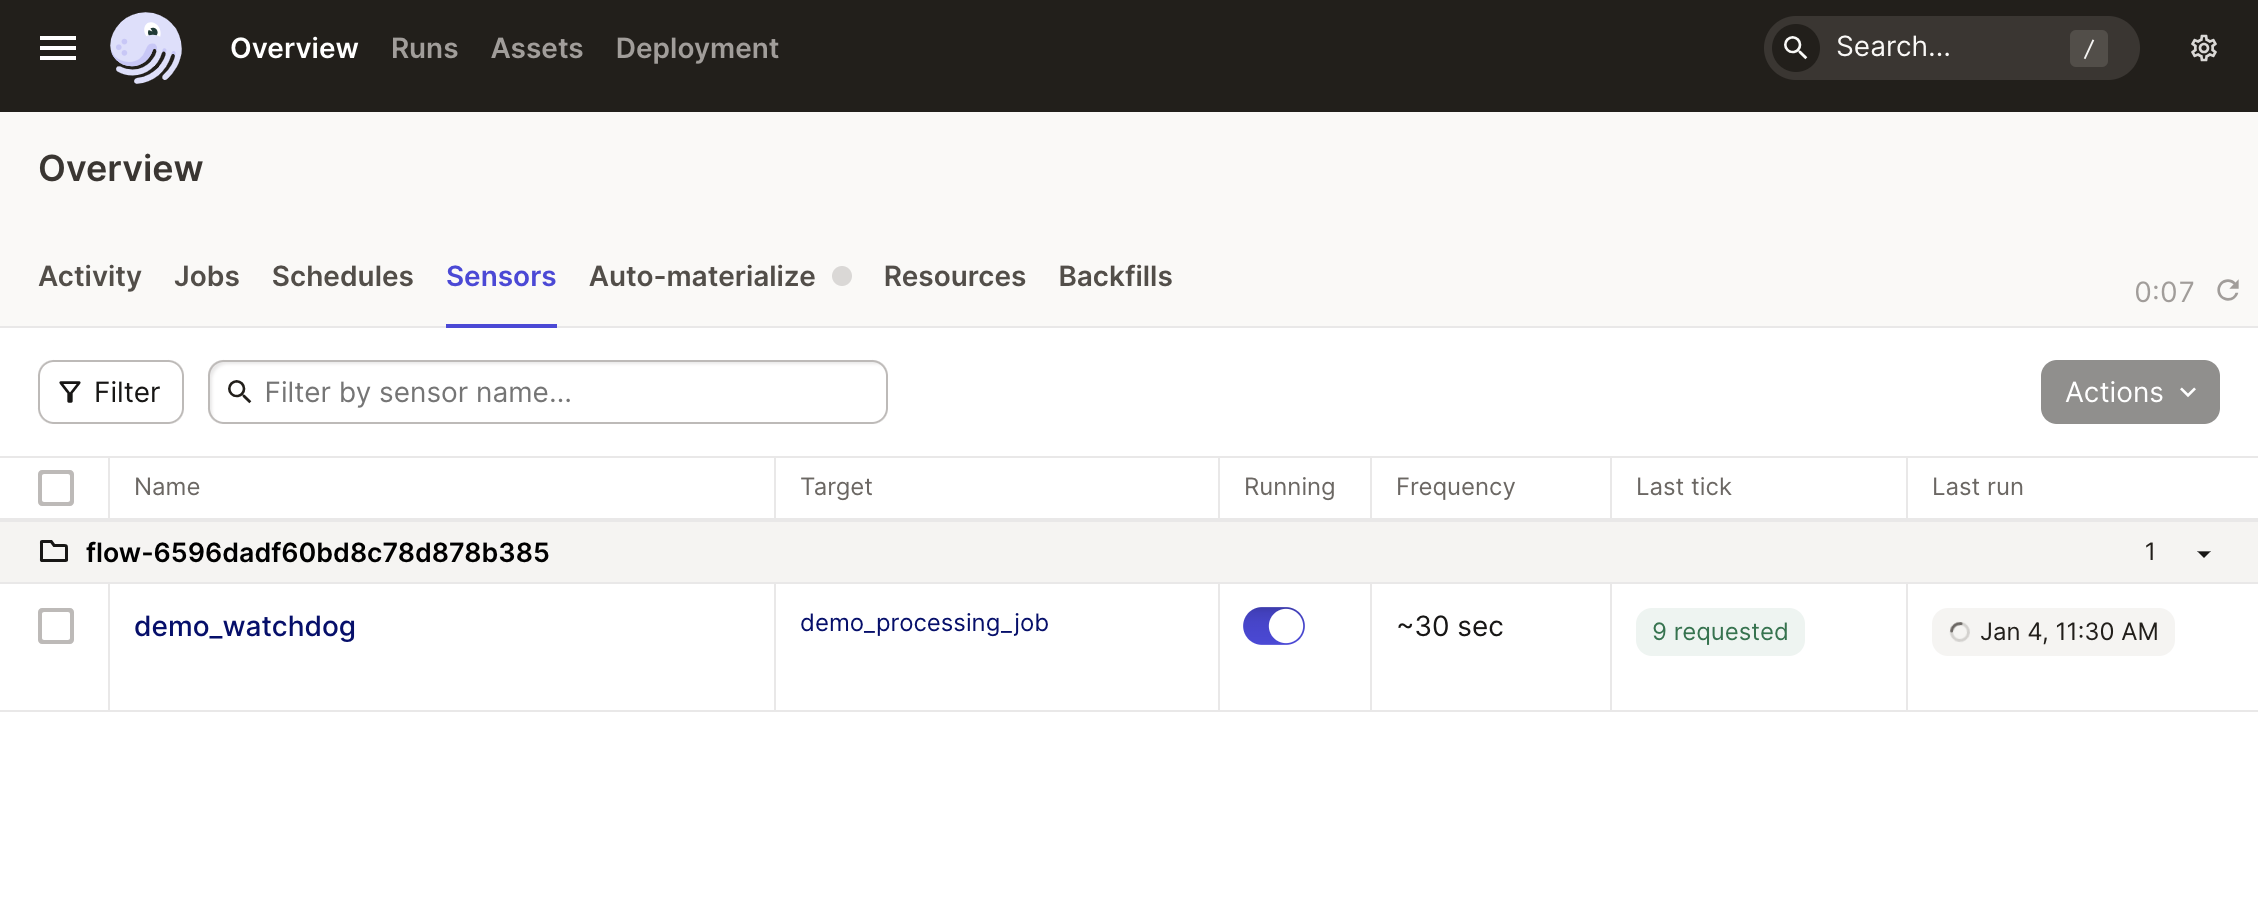 Overview Runs Assets Deployment Search... /
Overview
Activity Jobs Schedules Sensors Auto-materialize Resources Backfills 0:07
Filter Filter by sensor name... Actions
Name Target Running Frequency Last tick Last run
flow-6596dadf60bd8c78d878b385 1
demo_watchdog demo_processing_job ~30 sec 9 requested Jan 4, 11:30 AM